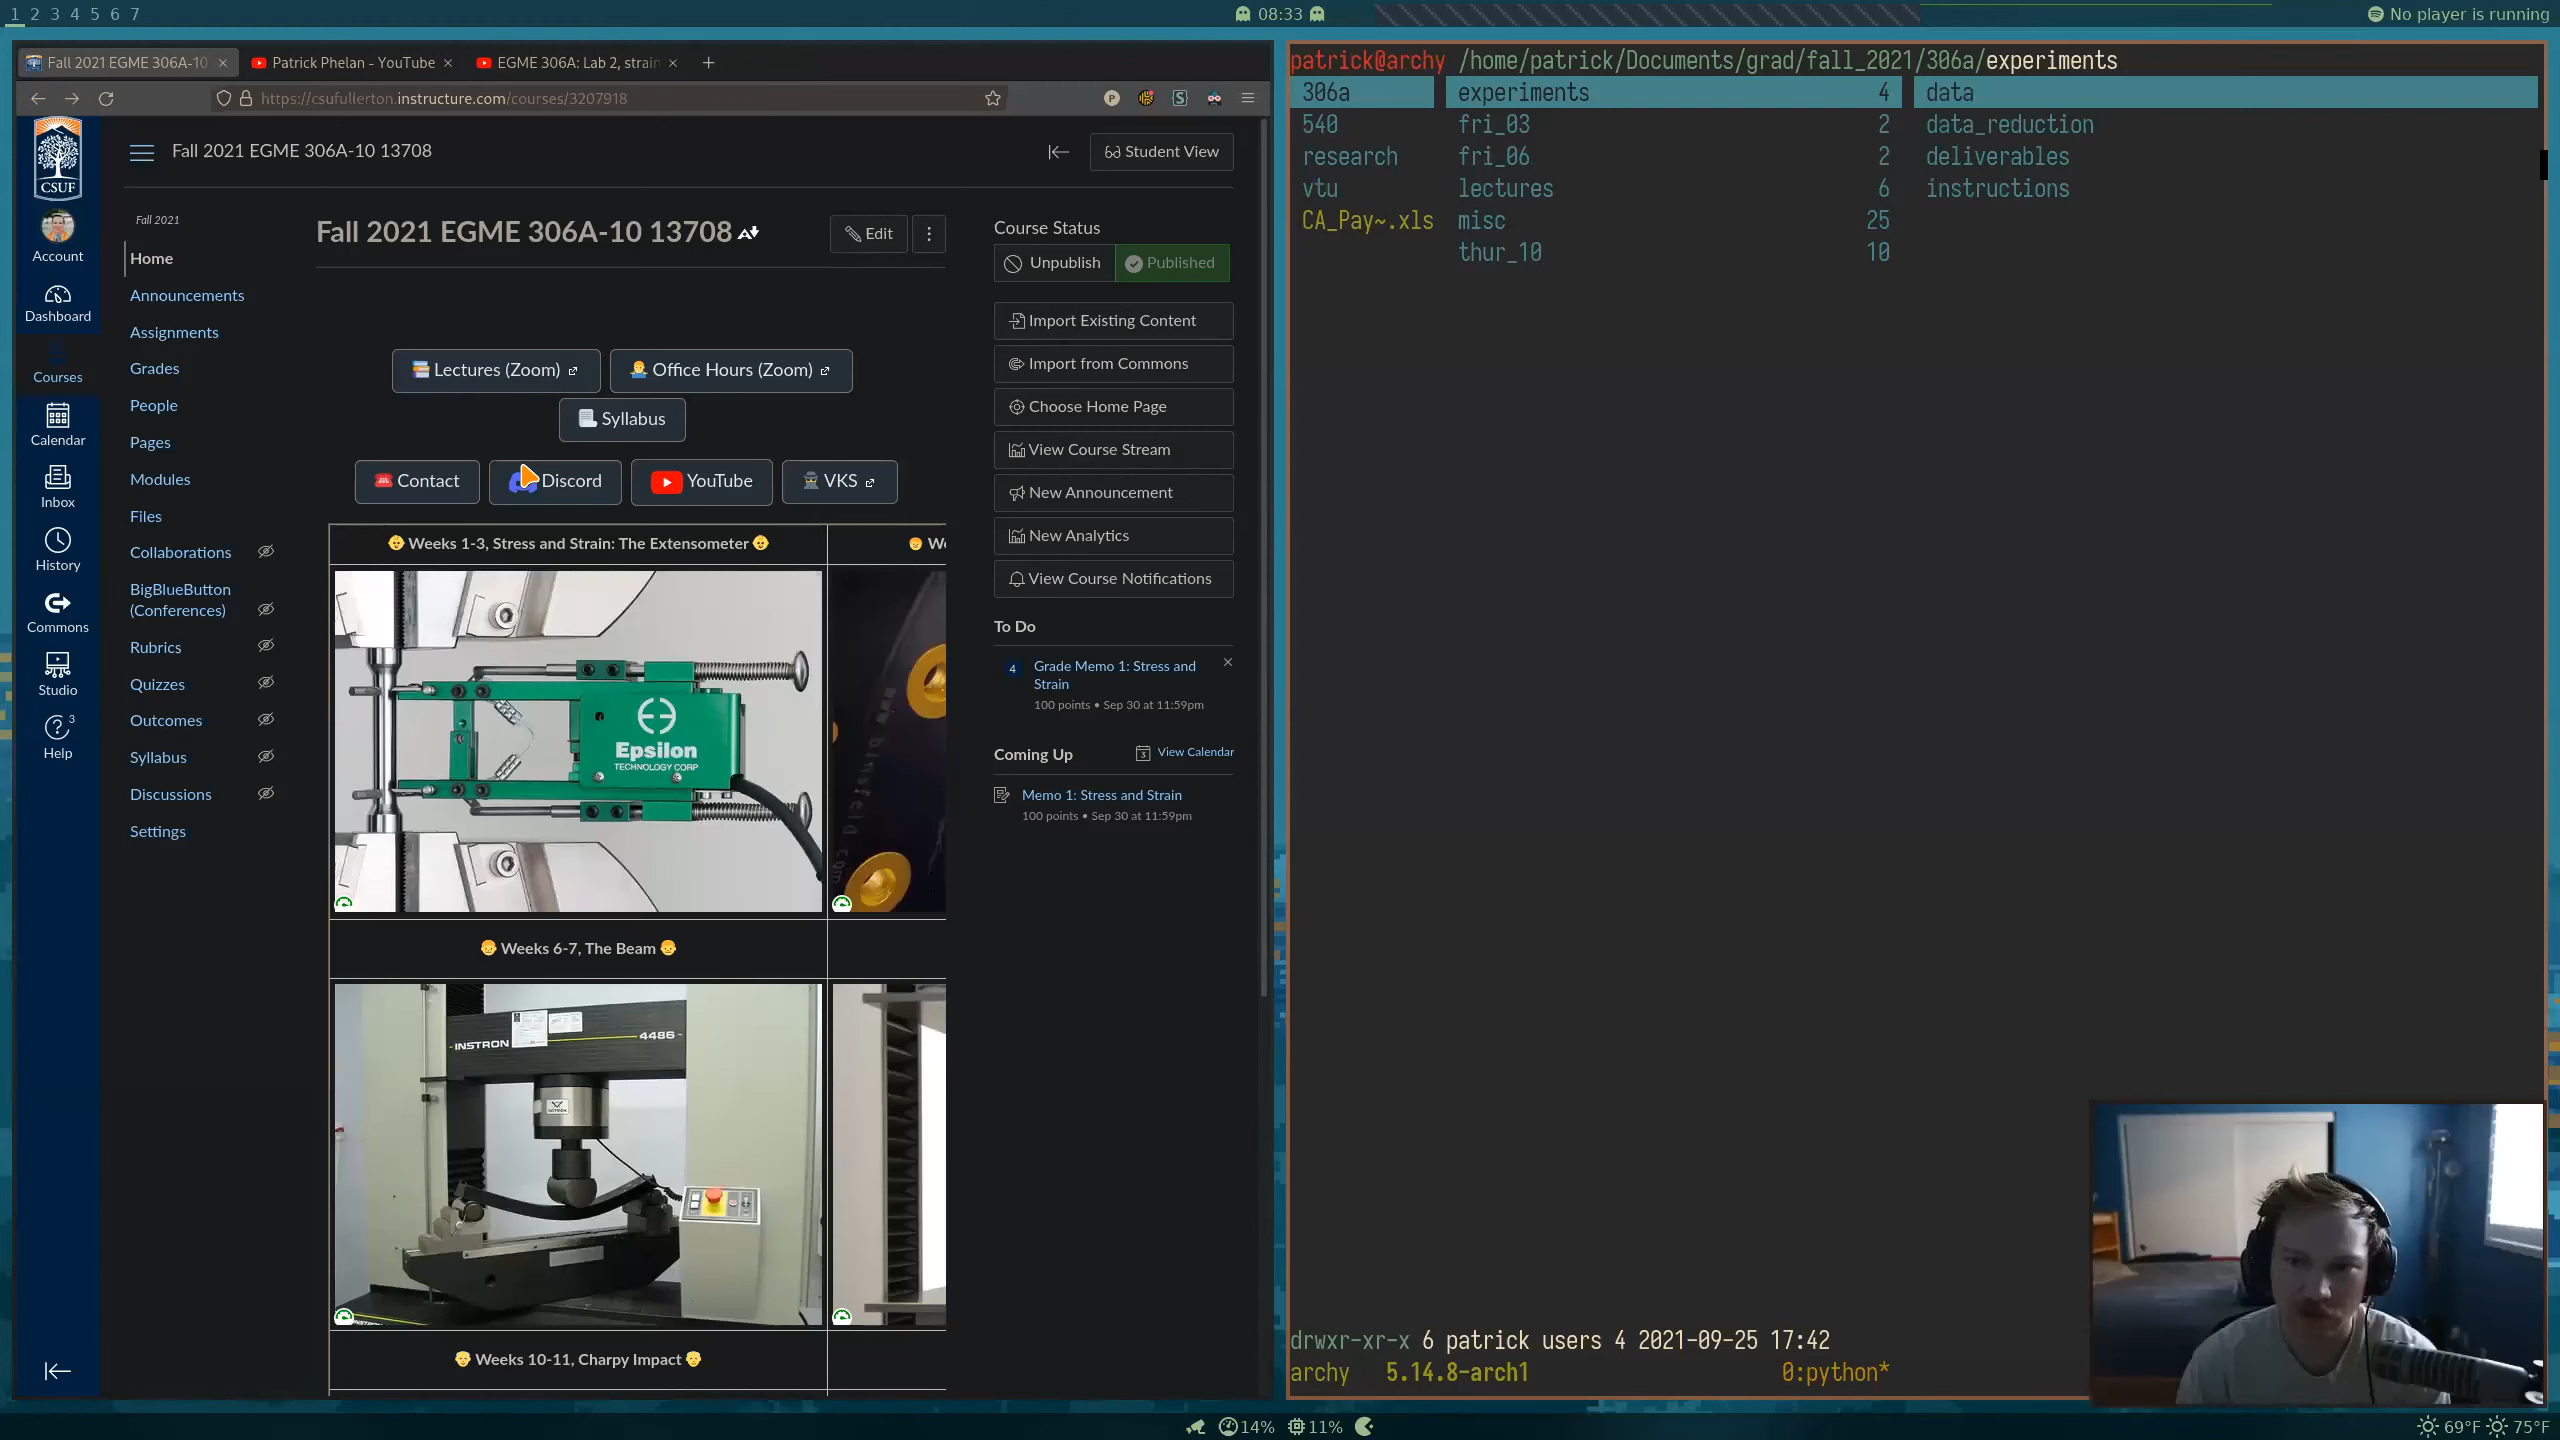 1 2 3 4 5 6 7
08:33
No player is running
Fall 2021 EGME 306A-10
Patrick Phelan - YouTube
EGME 306A: Lab 2, strain
https://csufullerton.instructure.com/courses/3207918
CSUF
Account
Dashboard
Courses
Calendar
Inbox
History
Commons
Studio
3
Help
Fall 2021 EGME 306A-10 13708
Student View
Fall 2021
Home
Announcements
Assignments
Grades
People
Pages
Modules
Files
Collaborations
BigBlueButton
(Conferences)
Rubrics
Quizzes
Outcomes
Syllabus
Discussions
Settings
Fall 2021 EGME 306A-10 13708
Edit
Lectures (Zoom)
Office Hours (Zoom)
Syllabus
Contact
Discord
YouTube
VKS
Weeks 1-3, Stress and Strain: The Extensometer
We
Epsilon
TECHNOLOGY CORP
Weeks 6-7, The Beam
INSTRON
4486
Weeks 10-11, Charpy Impact
Course Status
Unpublish
Published
Import Existing Content
Import from Commons
Choose Home Page
View Course Stream
New Announcement
New Analytics
View Course Notifications
To Do
4
Grade Memo 1: Stress and
Strain
100 points • Sep 30 at 11:59pm
Coming Up
View Calendar
Memo 1: Stress and Strain
100 points • Sep 30 at 11:59pm
patrick@archy /home/patrick/Documents/grad/fall_2021/306a/experiments
306a experiments 4 data
540 fri_03 2 data_reduction
research fri_06 2 deliverables
vtu lectures 6 instructions
CA_Pay~.xls misc 25
thur_10 10
drwxr-xr-x 6 patrick users 4 2021-09-25 17:42
archy 5.14.8-arch1 0:python*
14% 11%
69°F 75°F